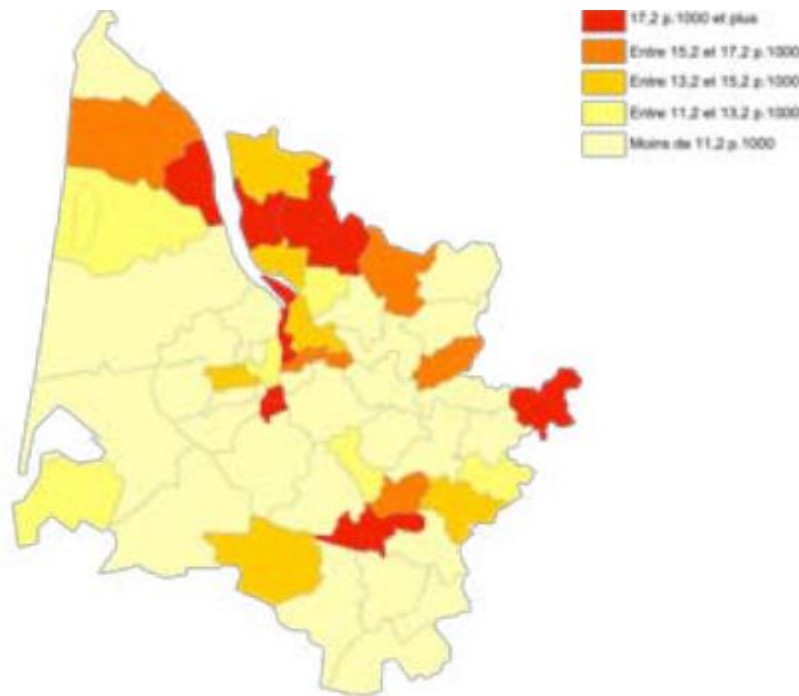 17,2 p.1000 et plus
Entre 15,2 et 17,2 p.1000
Entre 13,2 et 15,2 p.1000
Entre 11,2 et 13,2 p.1000
Moins de 11,2 p.1000